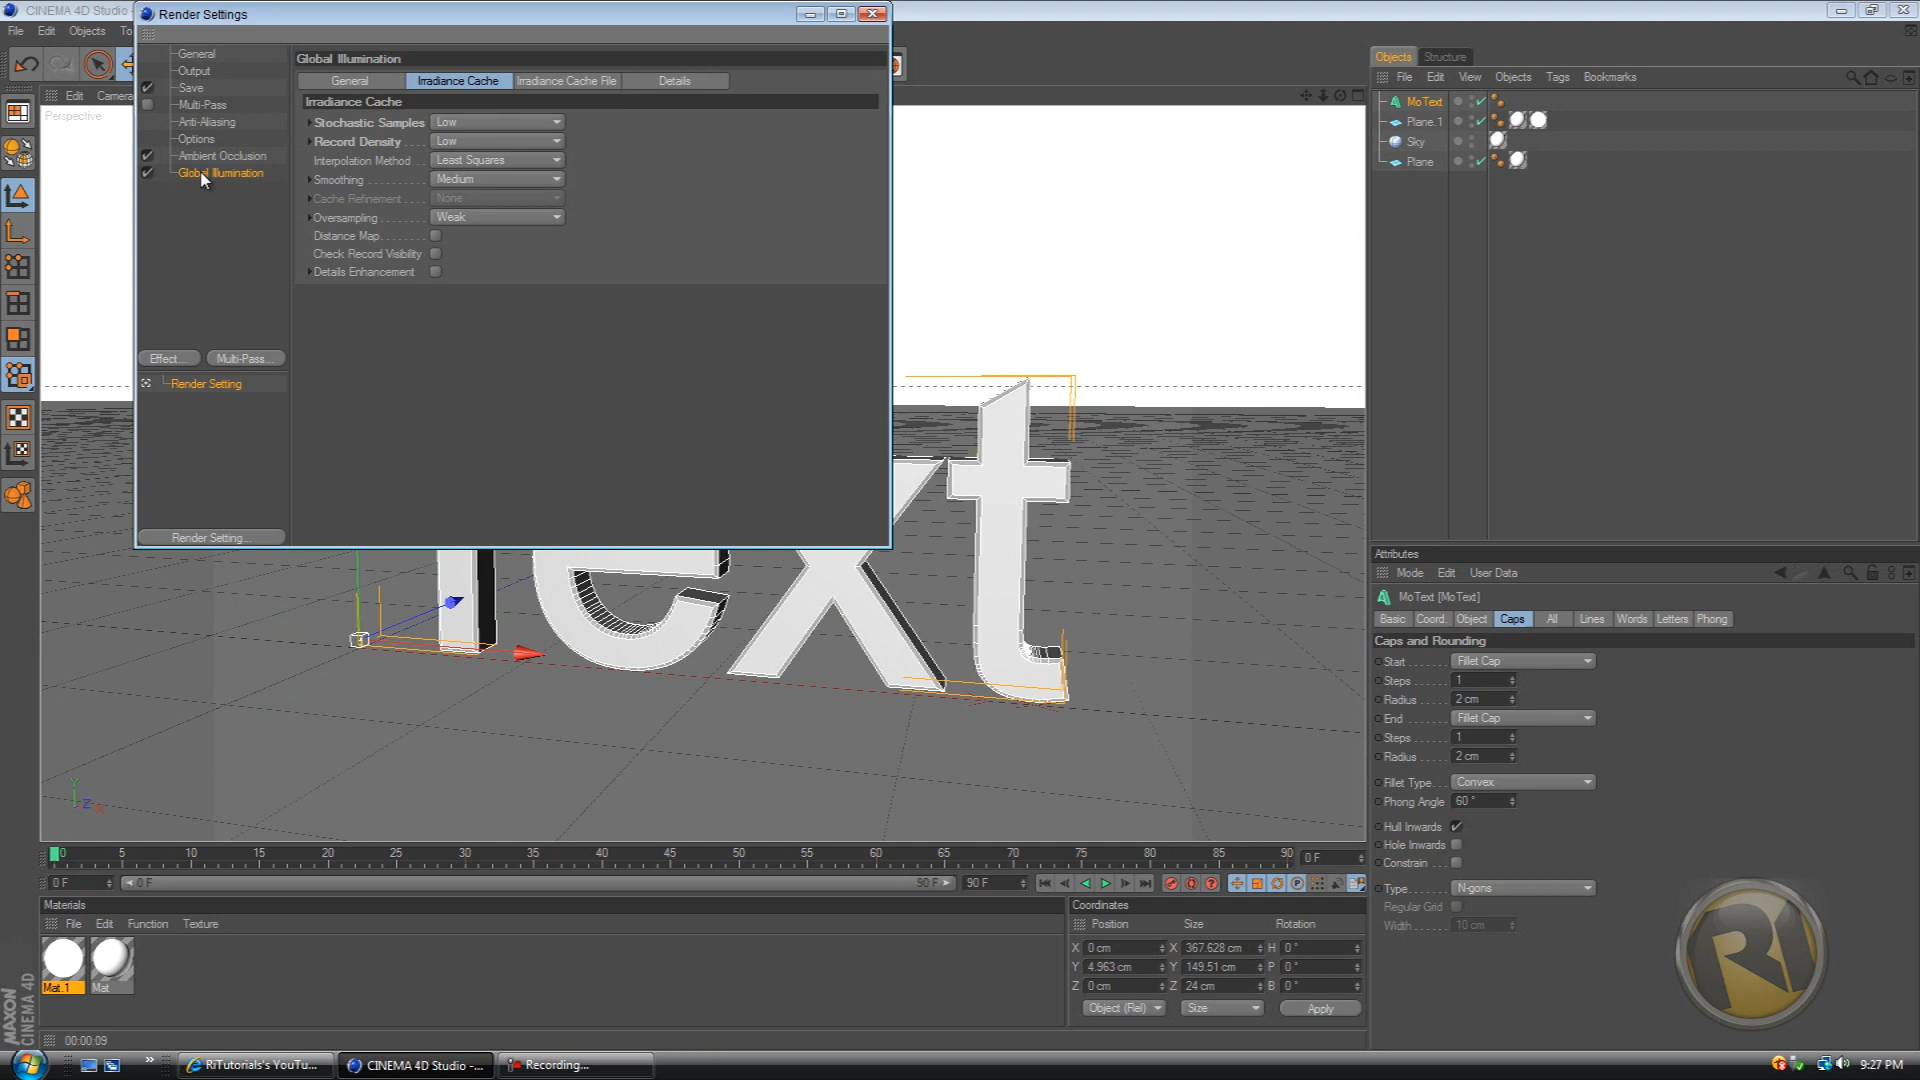 CINEMA 4D Studio -
Render Settings
File Edit Objects To
General
Output
Save
Multi-Pass
Anti-Aliasing
Options
Ambient Occlusion
Global Illumination
Effect... Multi-Pass...
Render Setting
Render Setting...
Global Illumination
General Irradiance Cache Irradiance Cache File Details
Irradiance Cache
Stochastic Samples Low
Record Density Low
Interpolation Method Least Squares
Smoothing Medium
Cache Refinement None
Oversampling Weak
Distance Map
Check Record Visibility
Details Enhancement
Edit Camera
Perspective
Text
Y Z X
Objects Structure
File Edit View Objects Tags Bookmarks
MoText
Plane.1
Sky
Plane
Attributes
Mode Edit User Data
MoText [MoText]
Basic Coord. Object Caps All Lines Words Letters Phong
Caps and Rounding
Start Fillet Cap
Steps 1
Radius 2 cm
End Fillet Cap
Steps 1
Radius 2 cm
Fillet Type Convex
Phong Angle 60 °
Hull Inwards
Hole Inwards
Constrain
Type N-gons
Regular Grid
Width 10 cm
0 5 10 15 20 25 30 35 40 45 50 55 60 65 70 75 80 85 90 0 F
0 F 0 F 90 F 90 F
Materials
File Edit Function Texture
Mat.1 Mat
Coordinates
Position Size Rotation
X 0 cm X 367.628 cm H 0 °
Y 4.963 cm Y 149.51 cm P 0 °
Z 0 cm Z 24 cm B 0 °
Object (Rel) Size Apply
MAXON
CINEMA 4D
00:00:09
RiTutorials's YouTu... CINEMA 4D Studio -... Recording...
9:27 PM